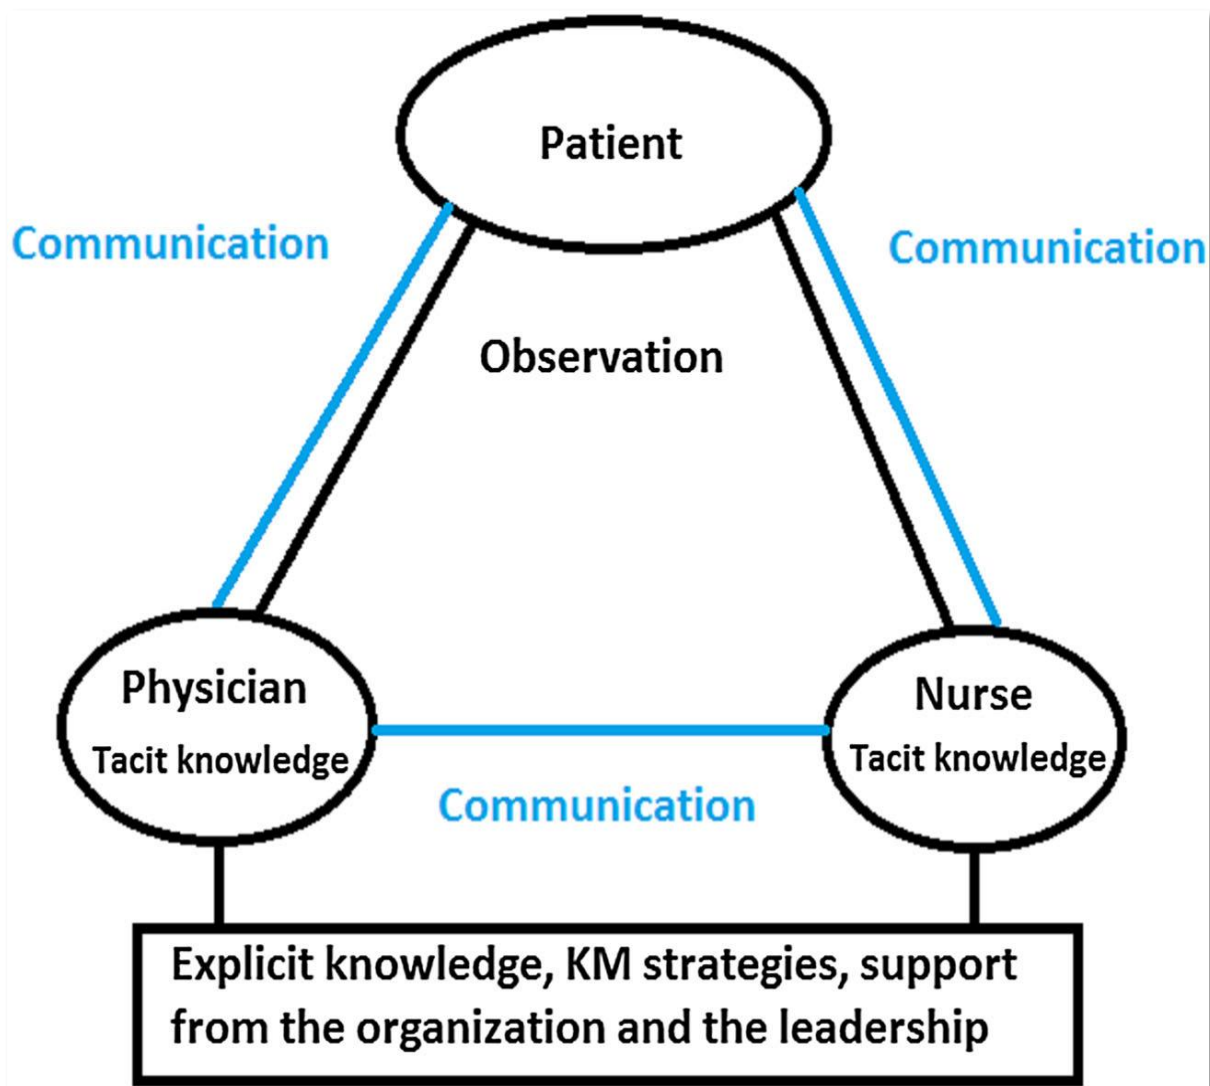 Patient
Communication
Communication
Observation
Physician
Tacit knowledge
Nurse
Tacit knowledge
Communication
Explicit knowledge, KM strategies, support
from the organization and the leadership